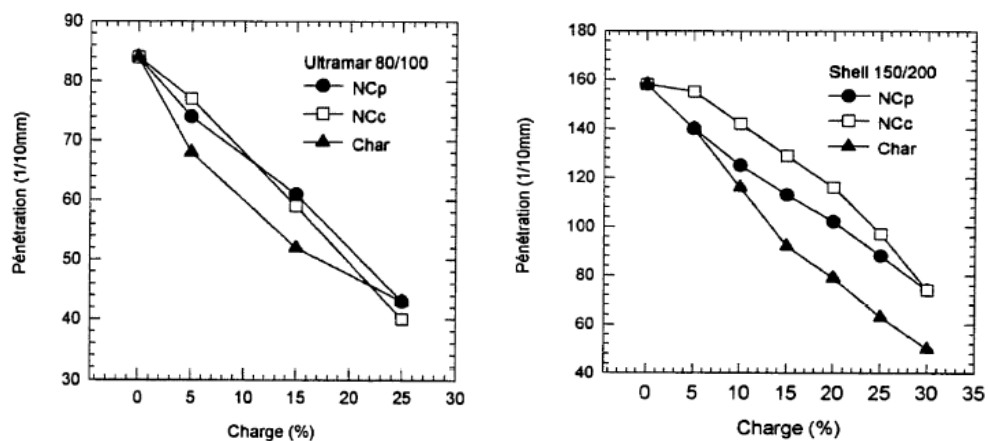 90
80
70
60
50
40
30
Pénétration (1/10mm)
Ultramar 80/100
NCp
NCc
Char
0 5 10 15 20 25 30
Charge (%)
180
160
140
120
100
80
60
40
Pénétration (1/10mm)
Shell 150/200
NCp
NCc
Char
0 5 10 15 20 25 30 35
Charge (%)